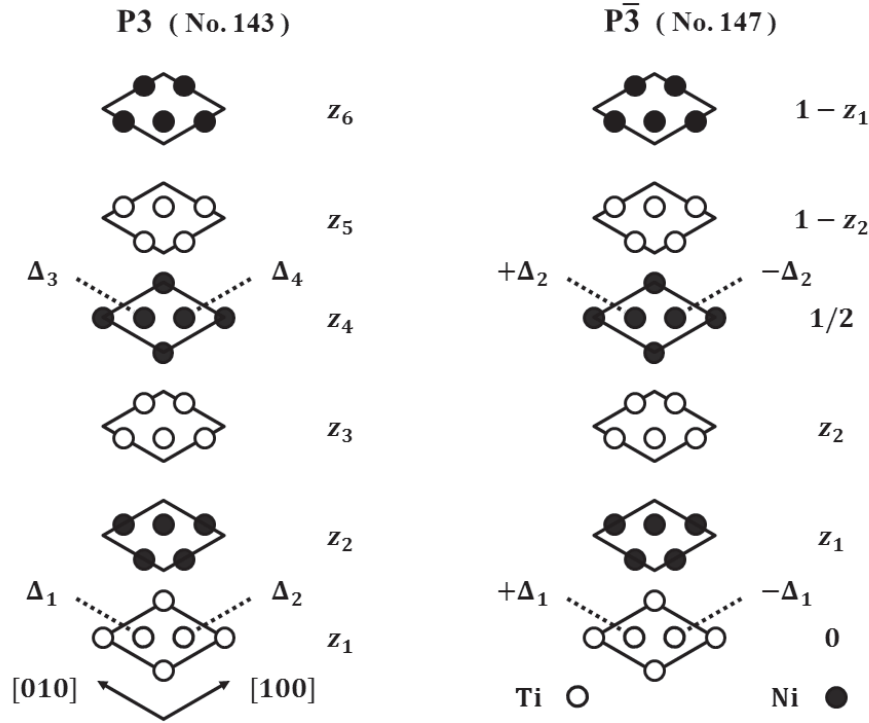 P3 ( No. 143 ) P3̅ ( No. 147 )
z₆ 1 − z₁
z₅ 1 − z₂
Δ₃ Δ₄ +Δ₂ −Δ₂
z₄ 1/2
z₃ z₂
z₂ z₁
Δ₁ Δ₂ +Δ₁ −Δ₁
z₁ 0
[010] [100] Ti Ni